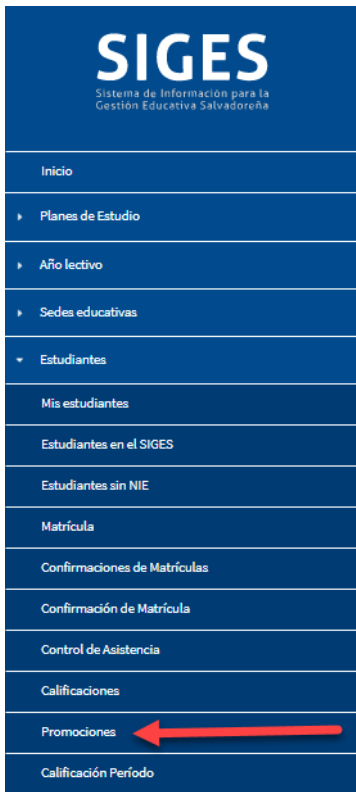 SIGES
Sistema de Información para la
Gestión Educativa Salvadoreña
Inicio
Planes de Estudio
Año lectivo
Sedes educativas
Estudiantes
Mis estudiantes
Estudiantes en el SIGES
Estudiantes sin NIE
Matrícula
Confirmaciones de Matrículas
Confirmación de Matrícula
Control de Asistencia
Calificaciones
Promociones
Calificación Período